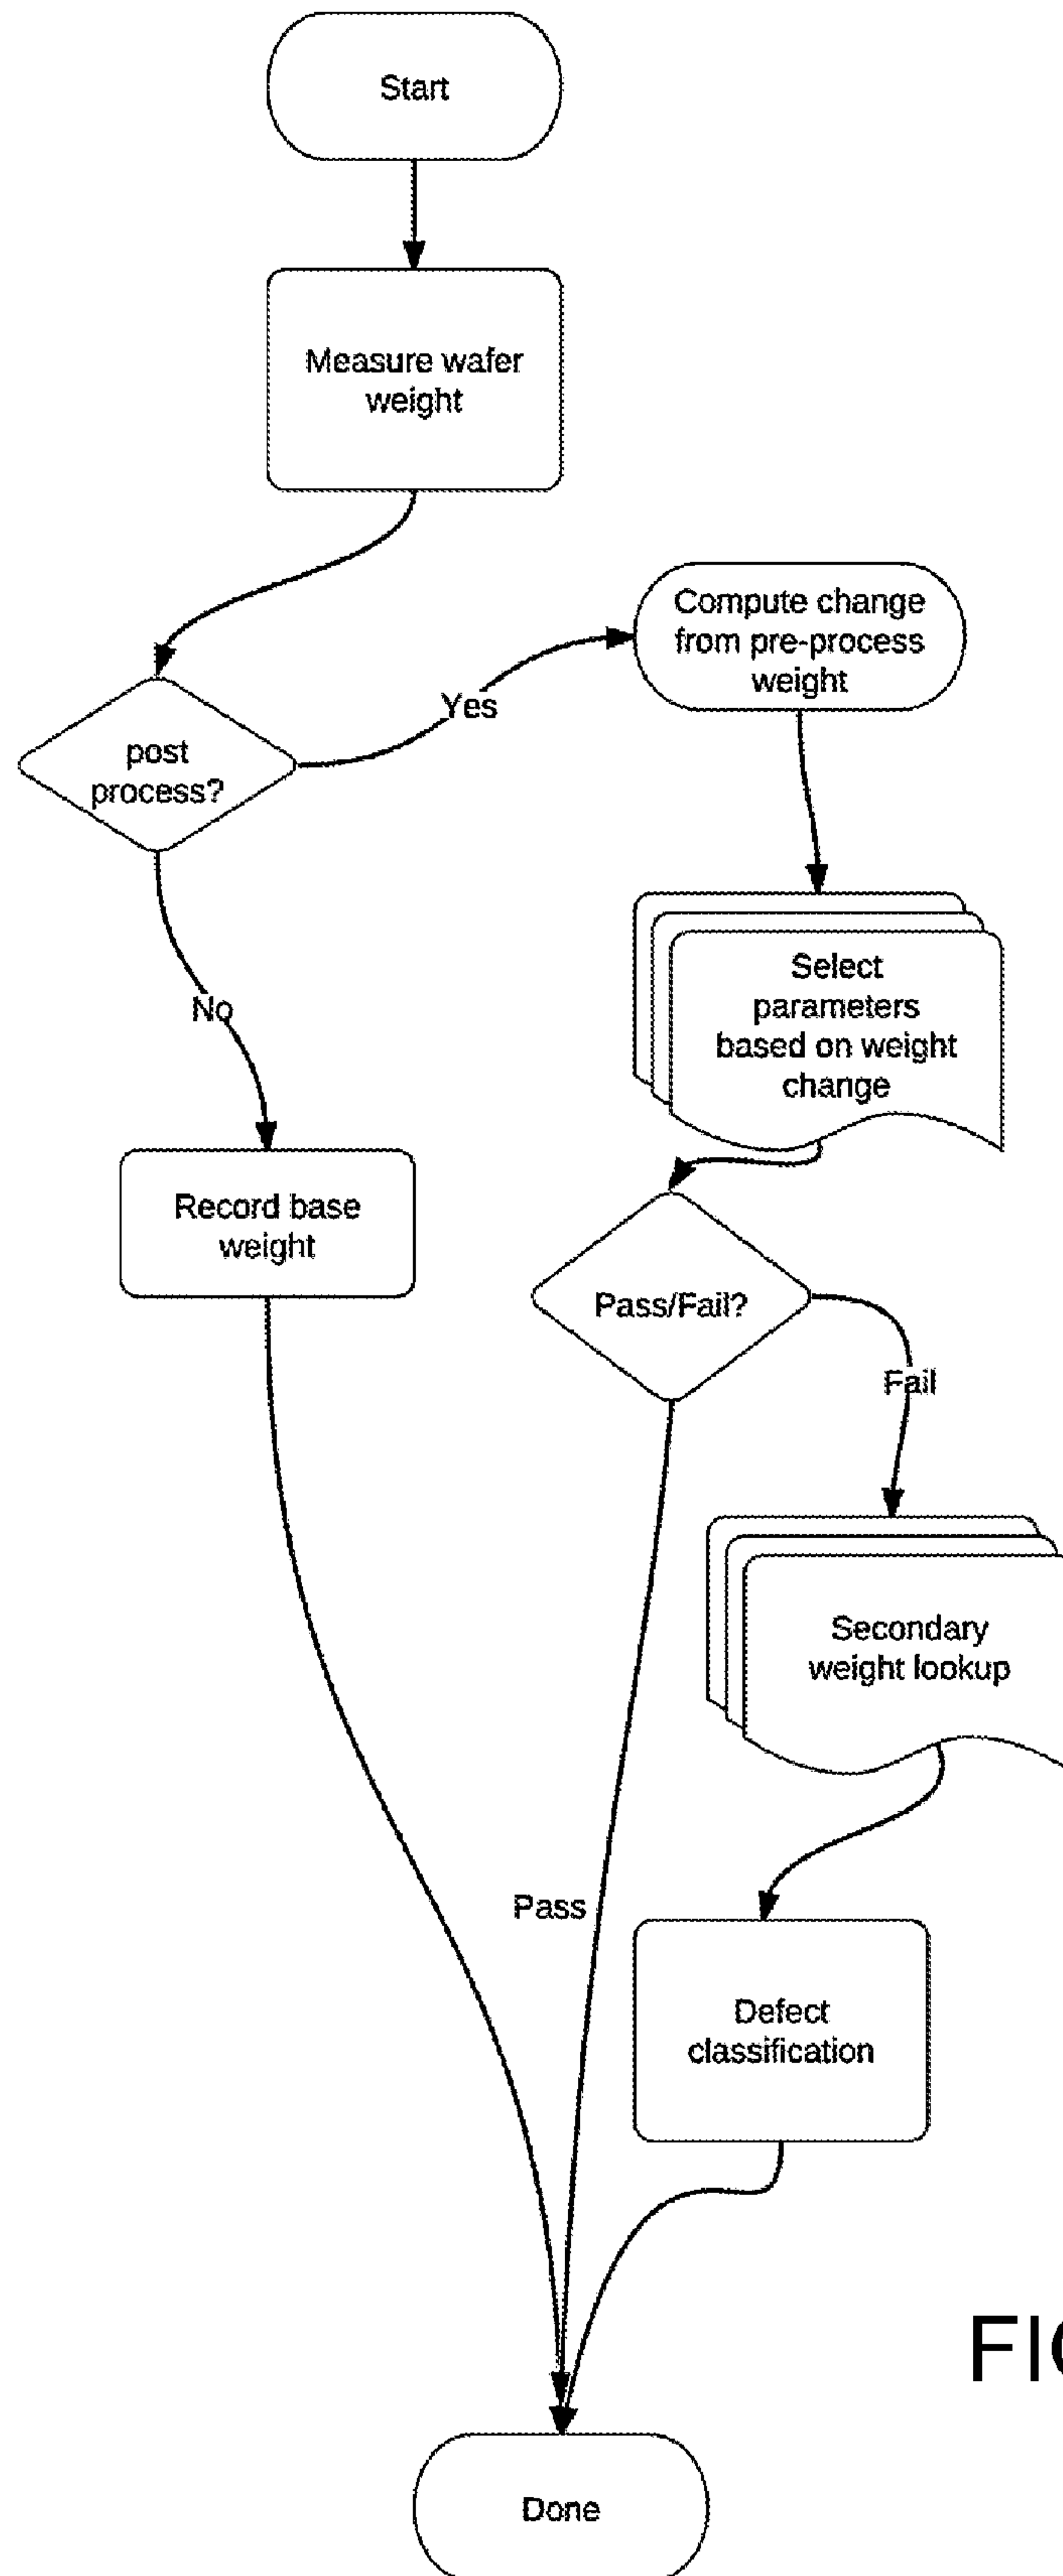 Start
Measure wafer
weight
Compute change
from pre-process
weight
Yes
post
process?
Select
parameters
based on weight
change
No
Record base
weight
Pass/Fail?
Fail
Secondary
weight lookup
Pass
Defect
classification
Done